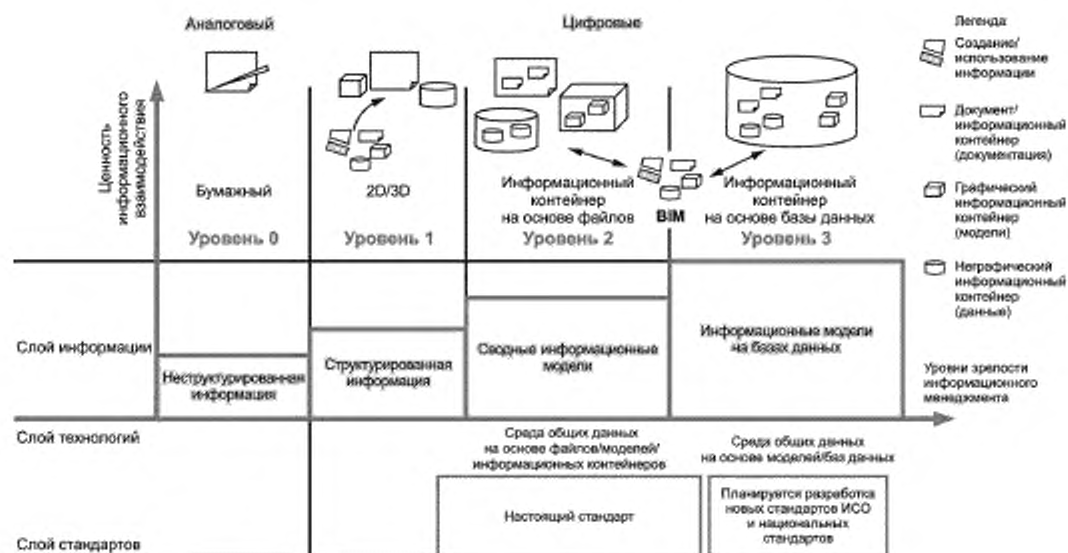 Аналоговый
Цифровые
Легенда
Создание/
использование
информации
Документ/
информационный
контейнер
(документация)
Графический
информационный
контейнер
(модели)
Неграфический
информационный
контейнер
(данные)
Ценность
информационного
взаимодействия
Бумажный
2D/3D
Информационный
контейнер
на основе файлов
BIM
Информационный
контейнер
на основе базы данных
Уровень 0
Уровень 1
Уровень 2
Уровень 3
Слой информации
Неструктурированная
информация
Структурированная
информация
Сводные информационные
модели
Информационные модели
на базах данных
Уровни зрелости
информационного
менеджмента
Слой технологий
Среда общих данных
на основе файлов/моделей/
информационных контейнеров
Среда общих данных
на основе моделей/баз данных
Слой стандартов
Настоящий стандарт
Планируется разработка
новых стандартов ИСО
и национальных
стандартов